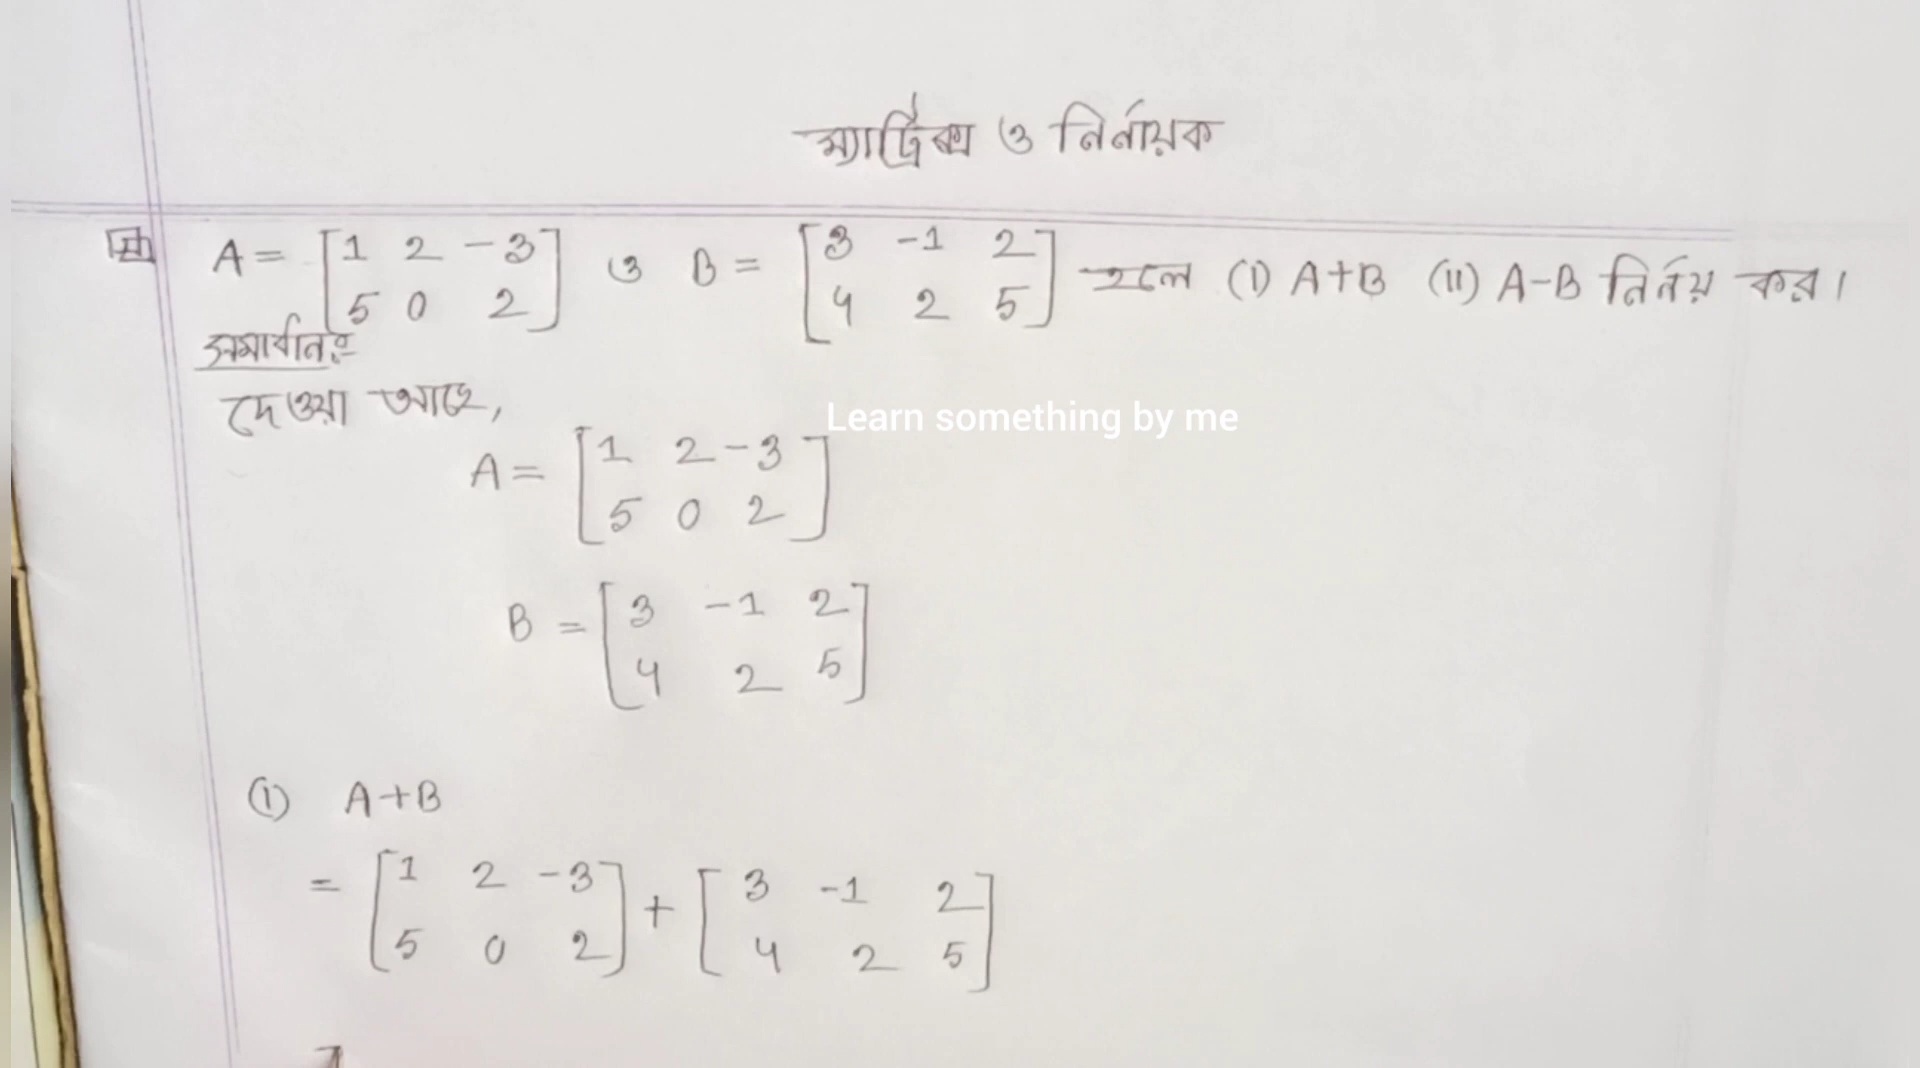 ম্যাট্রিক্স ও নির্নায়ক
A = [1 2 -3] ও B = [3 -1 2] হলে (i) A+B (ii) A-B নির্নয় কর।
[5 0 2] [4 2 5]
সমাধানঃ
দেওয়া আছে,
Learn something by me
A = [1 2 -3]
[5 0 2]
B = [3 -1 2]
[4 2 5]
(i) A+B
= [1 2 -3] + [3 -1 2]
[5 0 2] [4 2 5]